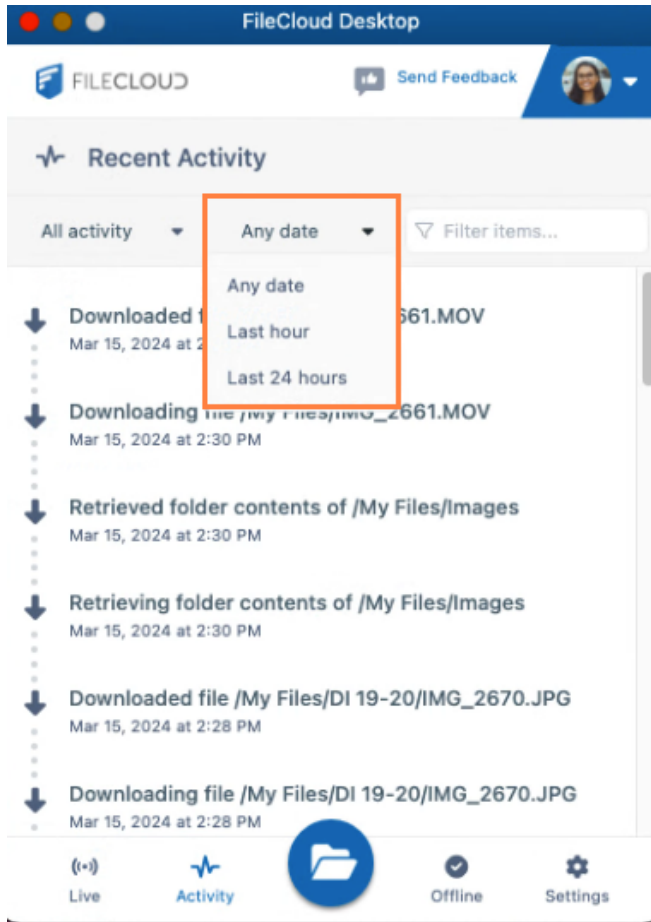 FileCloud Desktop
FILECLOUD
Send Feedback
Recent Activity
All activity
Any date
Filter items...
Any date
Last hour
Last 24 hours
Downloaded 661.MOV
Mar 15, 2024 at 2
Downloading file /My Files/IMG_2661.MOV
Mar 15, 2024 at 2:30 PM
Retrieved folder contents of /My Files/Images
Mar 15, 2024 at 2:30 PM
Retrieving folder contents of /My Files/Images
Mar 15, 2024 at 2:30 PM
Downloaded file /My Files/DI 19-20/IMG_2670.JPG
Mar 15, 2024 at 2:28 PM
Downloading file /My Files/DI 19-20/IMG_2670.JPG
Mar 15, 2024 at 2:28 PM
Live
Activity
Offline
Settings